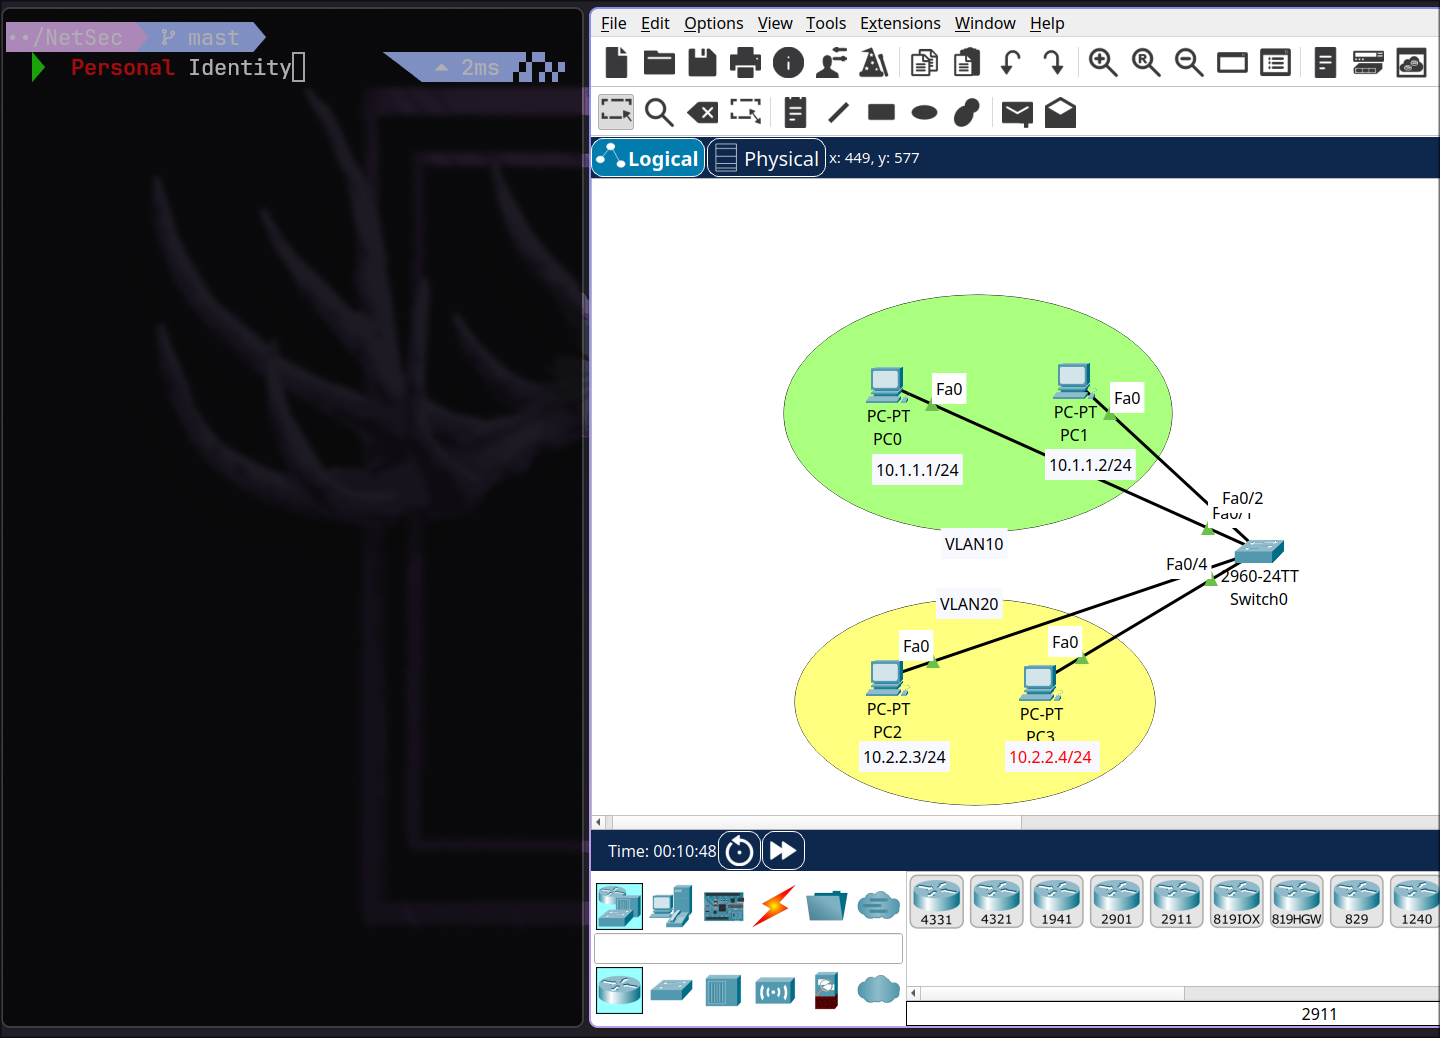 ··/NetSec mast
Personal Identity 2ms
File Edit Options View Tools Extensions Window Help
Logical Physical x: 449, y: 577
Fa0
Fa0
PC-PT
PC0
PC-PT
PC1
10.1.1.1/24
10.1.1.2/24
Fa0/2
Fa0/1
VLAN10
Fa0/4
2960-24TT
Switch0
VLAN20
Fa0
Fa0
PC-PT
PC2
PC-PT
PC3
10.2.2.3/24
10.2.2.4/24
Time: 00:10:48
4331 4321 1941 2901 2911 819IOX 819HGW 829 1240
2911